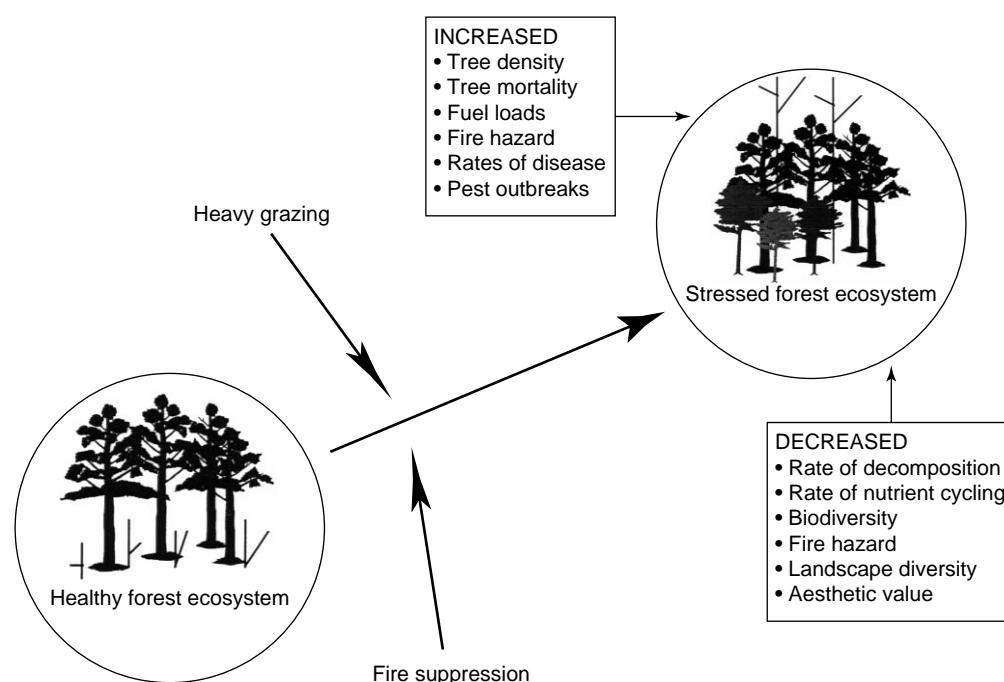 INCREASED
• Tree density
• Tree mortality
• Fuel loads
• Fire hazard
• Rates of disease
• Pest outbreaks
Heavy grazing
Stressed forest ecosystem
DECREASED
• Rate of decomposition
• Rate of nutrient cycling
• Biodiversity
• Fire hazard
• Landscape diversity
• Aesthetic value
Healthy forest ecosystem
Fire suppression